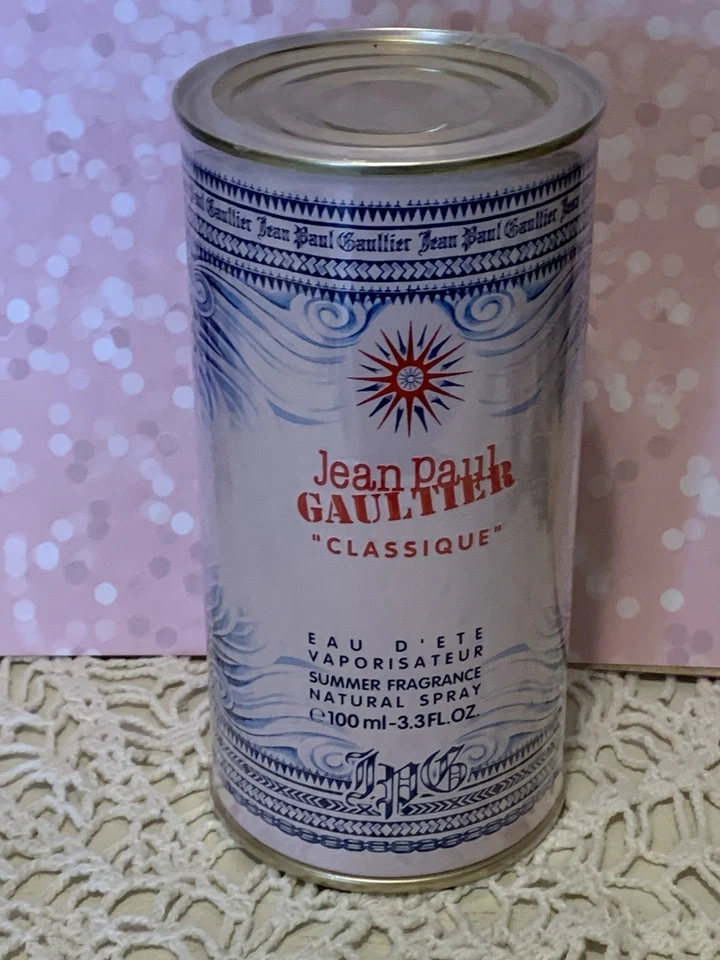 Paul Gaultier Jean Paul Gaultier Jean Paul Gaultier Jean
Jean Paul
GAULTIER
"CLASSIQUE"
EAU D'ETE
VAPORISATEUR
SUMMER FRAGRANCE
NATURAL SPRAY
℮100 ml-3.3FL.OZ.
JPG